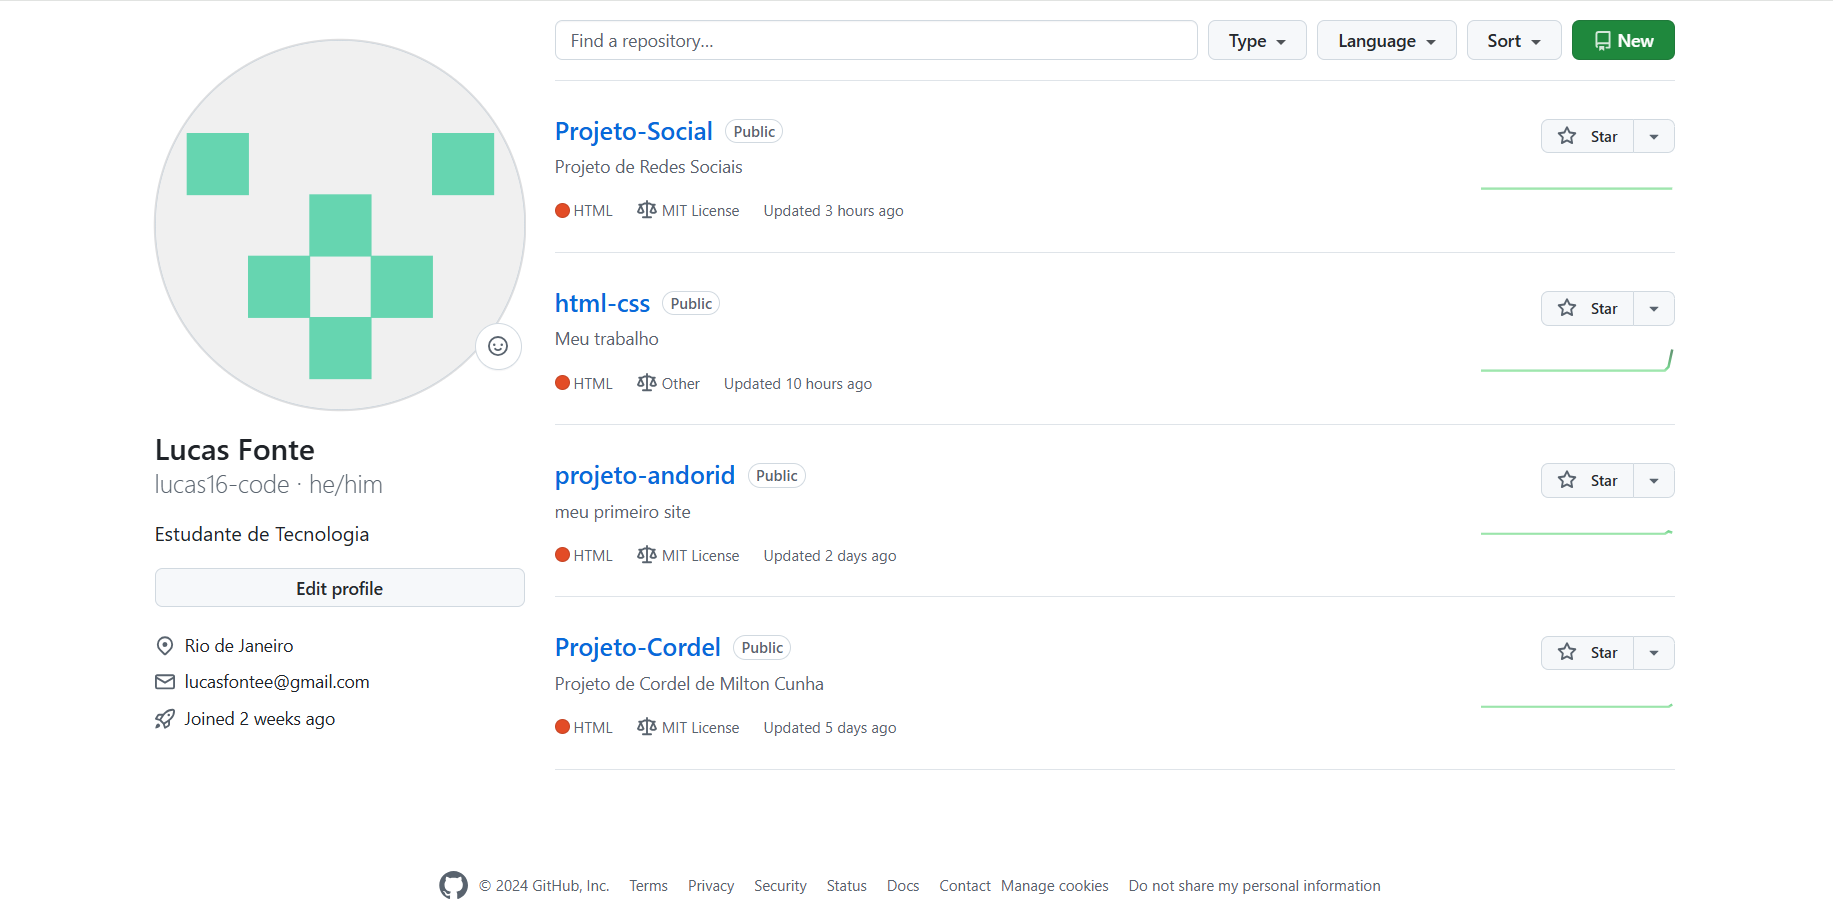 Find a repository...
Type
Language
Sort
New
Projeto-Social Public
Star
Projeto de Redes Sociais
HTML MIT License Updated 3 hours ago
html-css Public
Star
Meu trabalho
HTML Other Updated 10 hours ago
projeto-andorid Public
Star
meu primeiro site
HTML MIT License Updated 2 days ago
Projeto-Cordel Public
Star
Projeto de Cordel de Milton Cunha
HTML MIT License Updated 5 days ago
Lucas Fonte
lucas16-code · he/him
Estudante de Tecnologia
Edit profile
Rio de Janeiro
lucasfontee@gmail.com
Joined 2 weeks ago
© 2024 GitHub, Inc. Terms Privacy Security Status Docs Contact Manage cookies Do not share my personal information